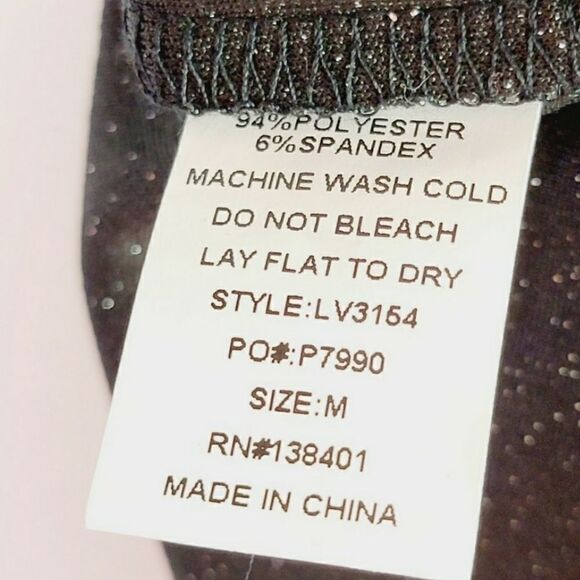 94%POLYESTER
6%SPANDEX
MACHINE WASH COLD
DO NOT BLEACH
LAY FLAT TO DRY
STYLE:LV3154
PO#:P7990
SIZE:M
RN#138401
MADE IN CHINA